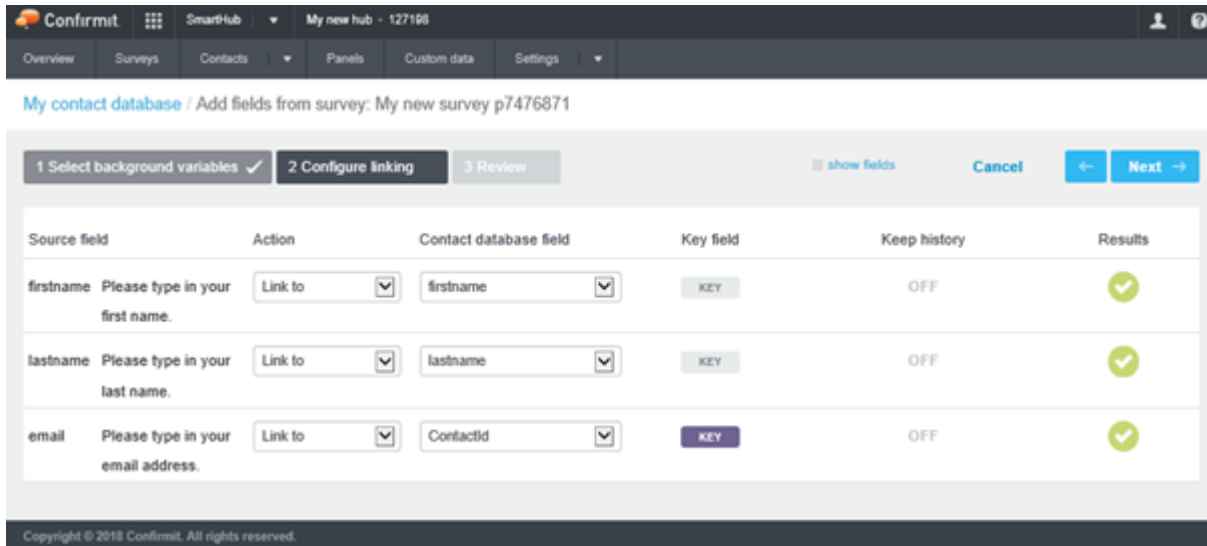 Confirmit SmartHub My new hub - 127198
Overview Surveys Contacts Panels Custom data Settings
My contact database / Add fields from survey: My new survey p7476871
1 Select background variables 2 Configure linking 3 Review show fields Cancel ← Next →
Source field Action Contact database field Key field Keep history Results
firstname Please type in your Link to firstname KEY OFF
first name.
lastname Please type in your Link to lastname KEY OFF
last name.
email Please type in your Link to ContactId KEY OFF
email address.
Copyright © 2018 Confirmit. All rights reserved.